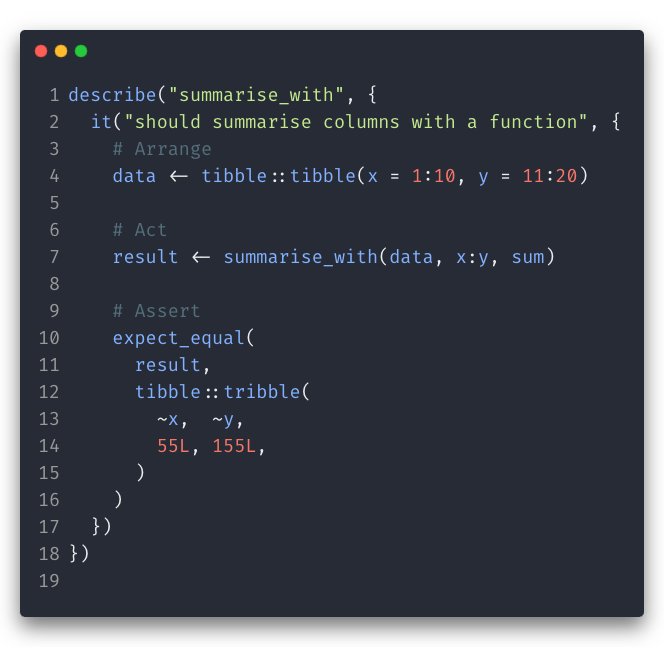 1 describe("summarise_with", {
2   it("should summarise columns with a function", {
3     # Arrange
4     data <- tibble::tibble(x = 1:10, y = 11:20)
5
6     # Act
7     result <- summarise_with(data, x:y, sum)
8
9     # Assert
10     expect_equal(
11       result,
12       tibble::tribble(
13         ~x,  ~y,
14         55L, 155L,
15       )
16     )
17   })
18 })
19